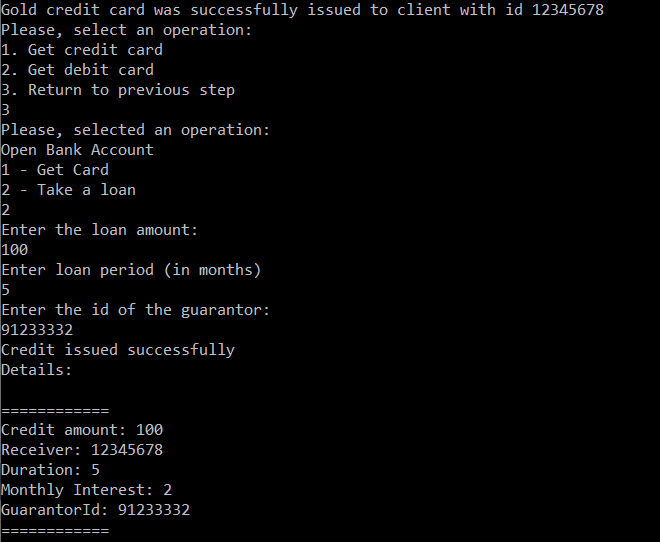 Gold credit card was successfully issued to client with id 12345678
Please, select an operation:
1. Get credit card
2. Get debit card
3. Return to previous step
3
Please, selected an operation:
Open Bank Account
1 - Get Card
2 - Take a loan
2
Enter the loan amount:
100
Enter loan period (in months)
5
Enter the id of the guarantor:
91233332
Credit issued successfully
Details:

============
Credit amount: 100
Receiver: 12345678
Duration: 5
Monthly Interest: 2
GuarantorId: 91233332
============